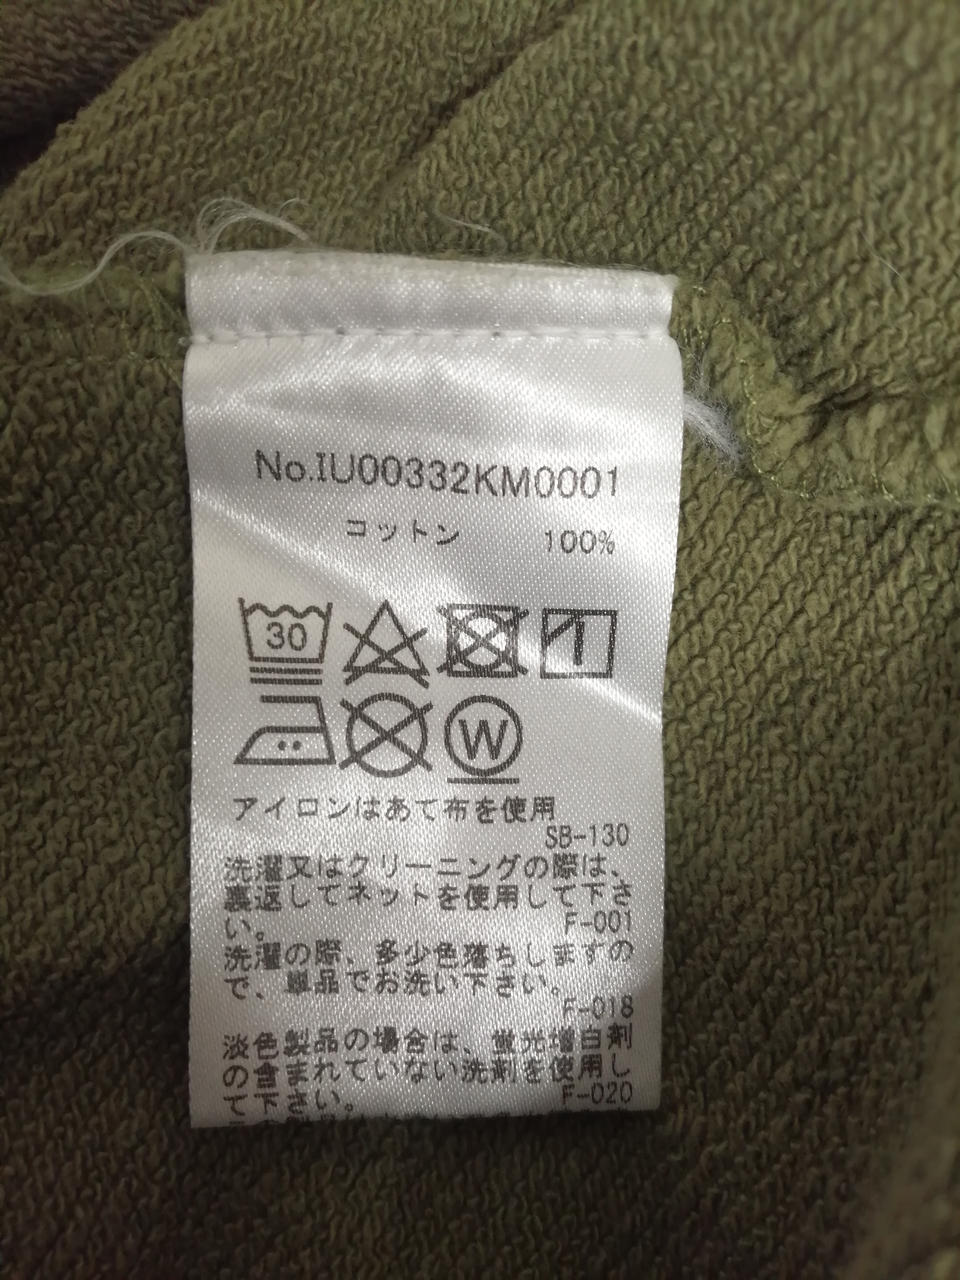 No.IU00332KM0001
コットン 100%
30
W
アイロンはあて布を使用
SB-130
洗濯又はクリーニングの際は、
裏返してネットを使用して下さ
い。 F-001
洗濯の際、多少色落ちしますの
で、単品でお洗い下さい。
F-018
淡色製品の場合は、蛍光増白剤
の含まれていない洗剤を使用し
て下さい。 F-020